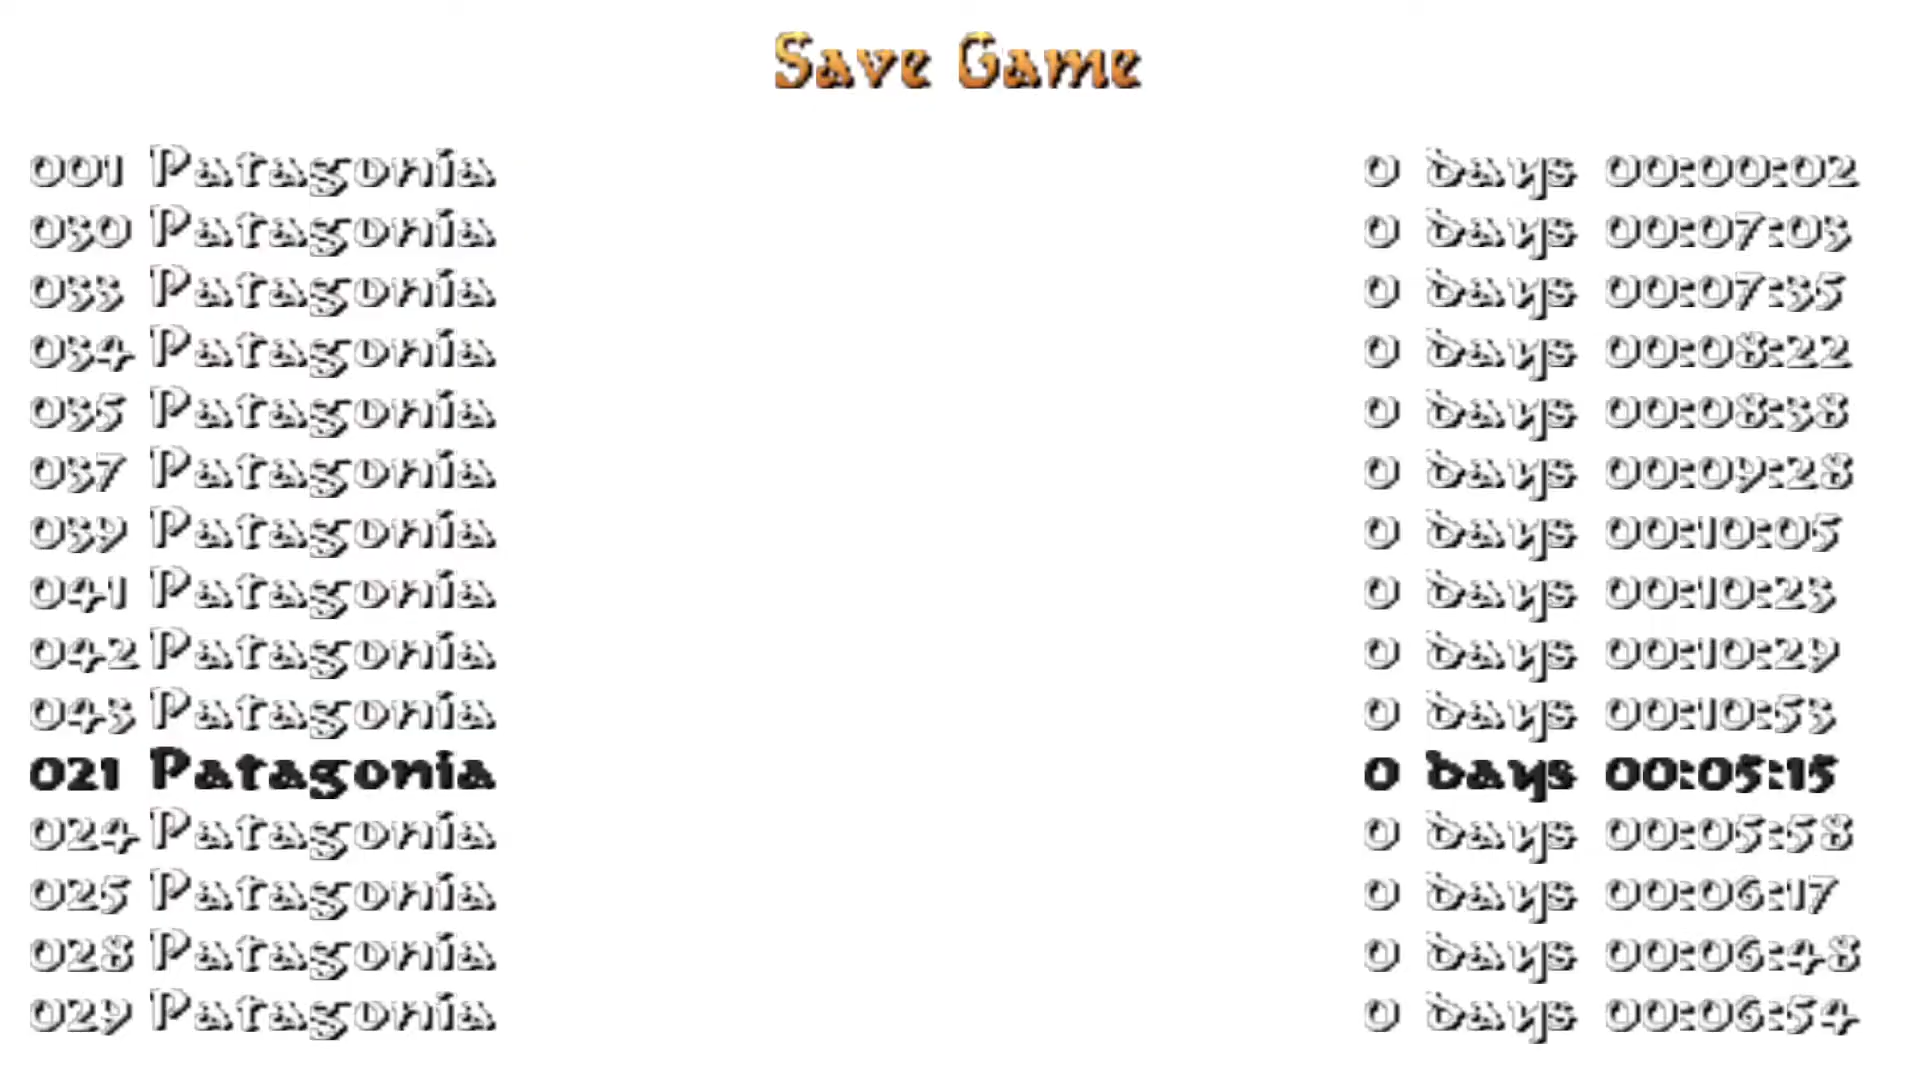 Save Game
001 Patagonia 0 days 00:00:02
030 Patagonia 0 days 00:07:03
033 Patagonia 0 days 00:07:35
034 Patagonia 0 days 00:08:22
035 Patagonia 0 days 00:08:38
037 Patagonia 0 days 00:09:28
039 Patagonia 0 days 00:10:05
041 Patagonia 0 days 00:10:23
042 Patagonia 0 days 00:10:29
043 Patagonia 0 days 00:10:53
021 Patagonia 0 days 00:05:15
024 Patagonia 0 days 00:05:58
025 Patagonia 0 days 00:06:17
028 Patagonia 0 days 00:06:48
029 Patagonia 0 days 00:06:54